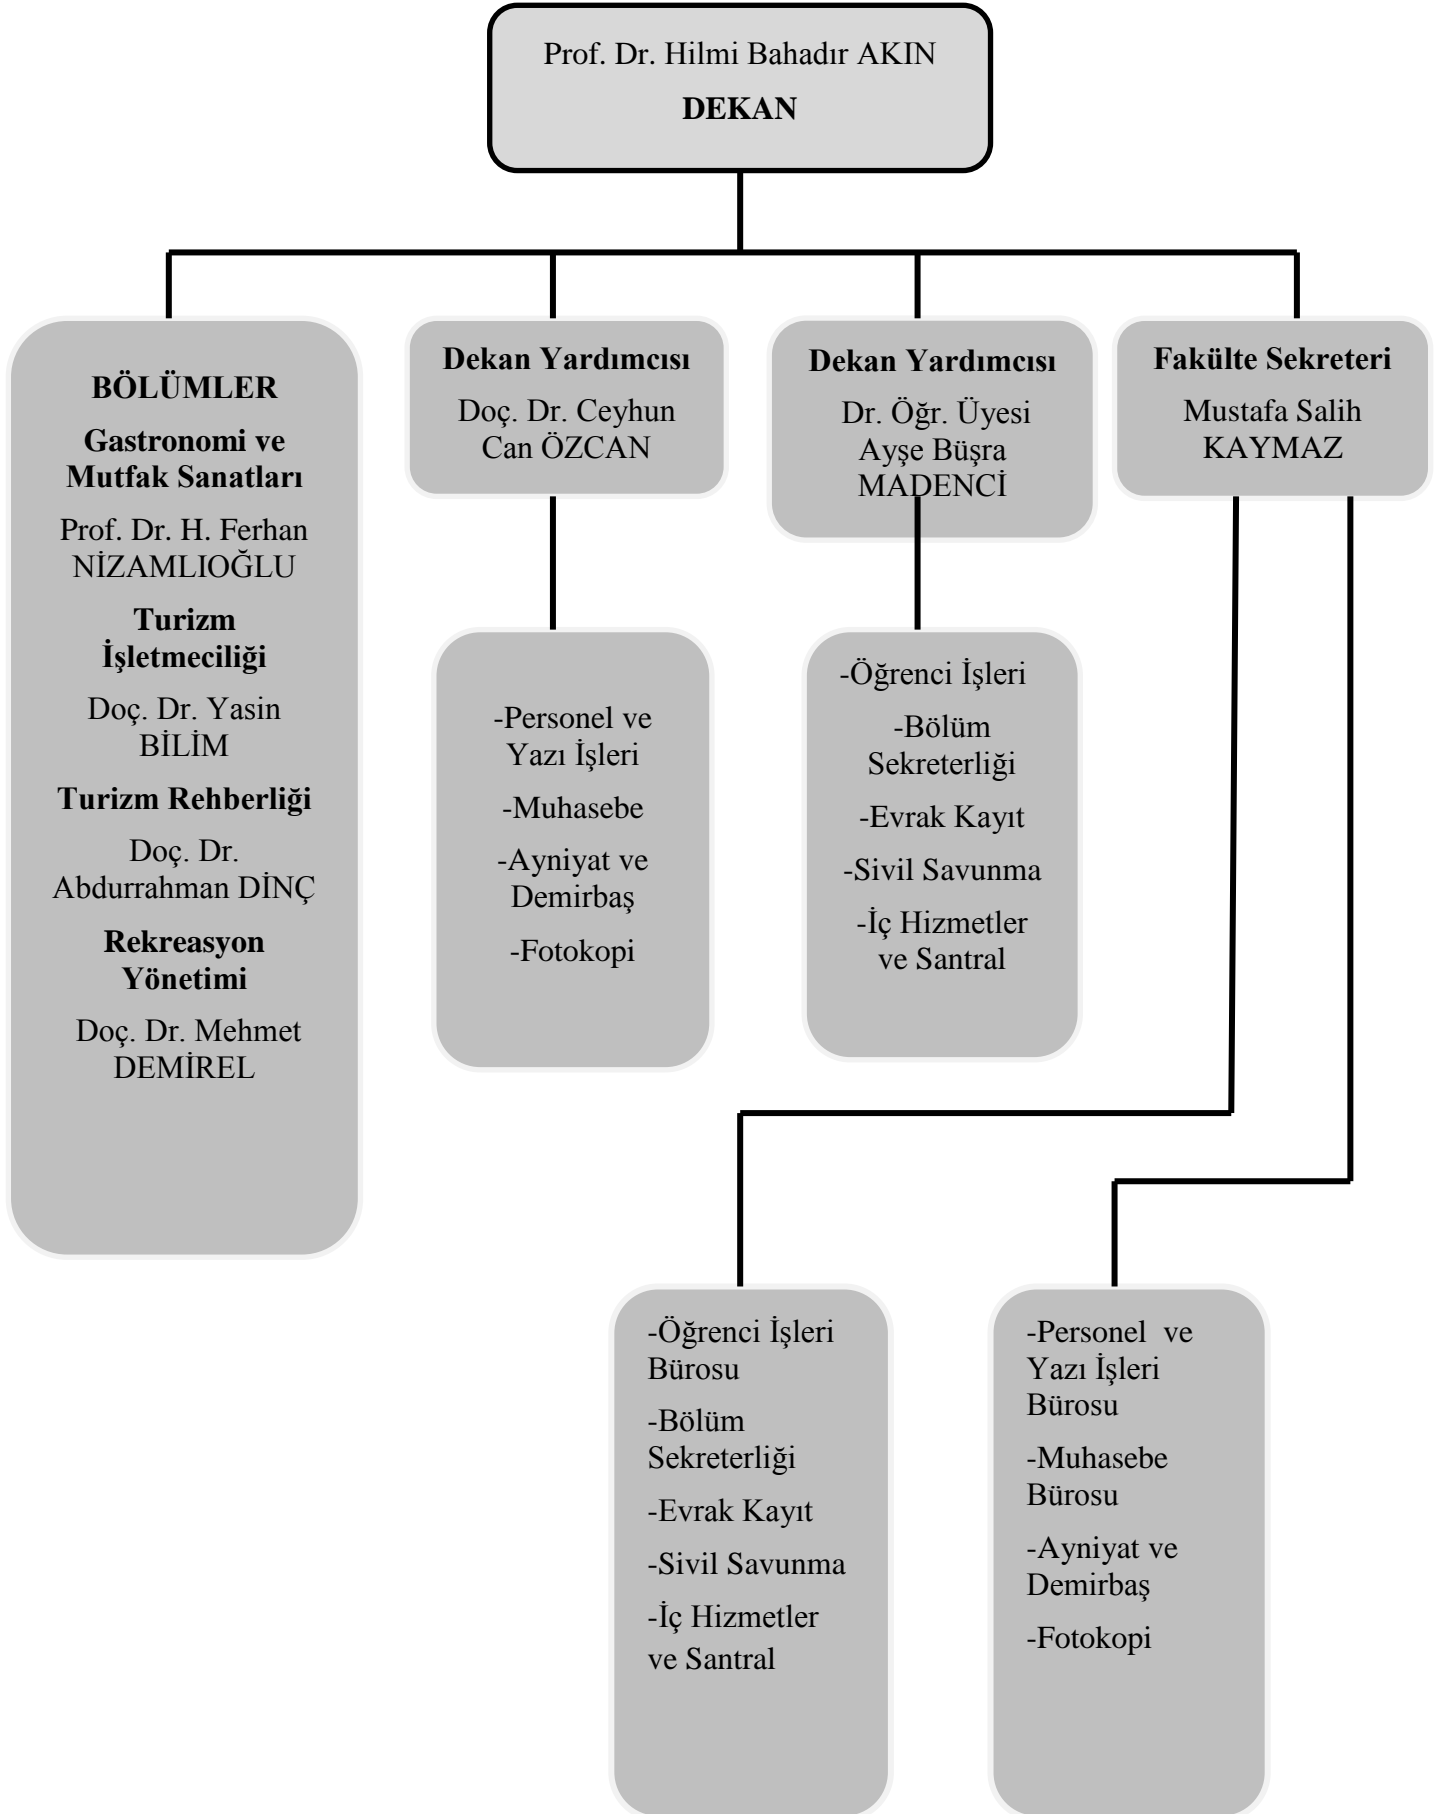 Prof. Dr. Hilmi Bahadır AKIN
DEKAN
BÖLÜMLER
Gastronomi ve
Mutfak Sanatları
Prof. Dr. H. Ferhan
NİZAMLIOĞLU
Turizm
İşletmeciliği
Doç. Dr. Yasin
BİLİM
Turizm Rehberliği
Doç. Dr.
Abdurrahman DİNÇ
Rekreasyon
Yönetimi
Doç. Dr. Mehmet
DEMİREL
Dekan Yardımcısı
Doç. Dr. Ceyhun
Can ÖZCAN
-Personel ve
Yazı İşleri
-Muhasebe
-Ayniyat ve
Demirbaş
-Fotokopi
Dekan Yardımcısı
Dr. Öğr. Üyesi
Ayşe Büşra
MADENCİ
-Öğrenci İşleri
-Bölüm
Sekreterliği
-Evrak Kayıt
-Sivil Savunma
-İç Hizmetler
ve Santral
Fakülte Sekreteri
Mustafa Salih
KAYMAZ
-Öğrenci İşleri
Bürosu
-Bölüm
Sekreterliği
-Evrak Kayıt
-Sivil Savunma
-İç Hizmetler
ve Santral
-Personel  ve
Yazı İşleri
Bürosu
-Muhasebe
Bürosu
-Ayniyat ve
Demirbaş
-Fotokopi